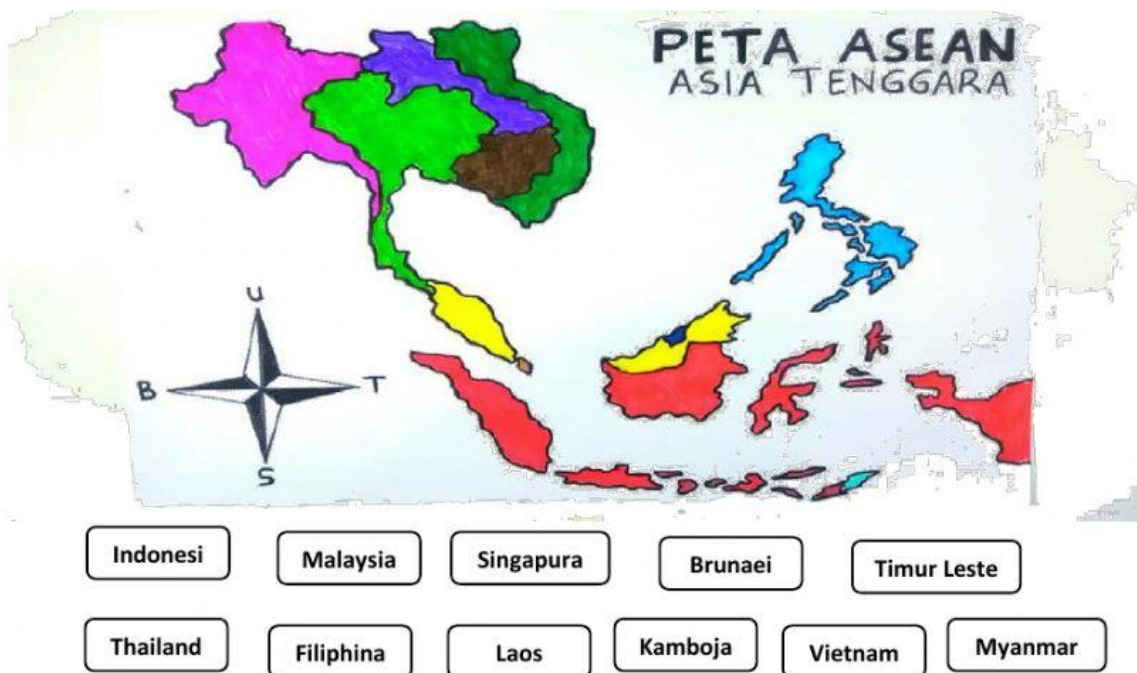 PETA ASEAN
ASIA TENGGARA
U
B
T
S
Indonesi
Malaysia
Singapura
Brunaei
Timur Leste
Thailand
Filiphina
Laos
Kamboja
Vietnam
Myanmar